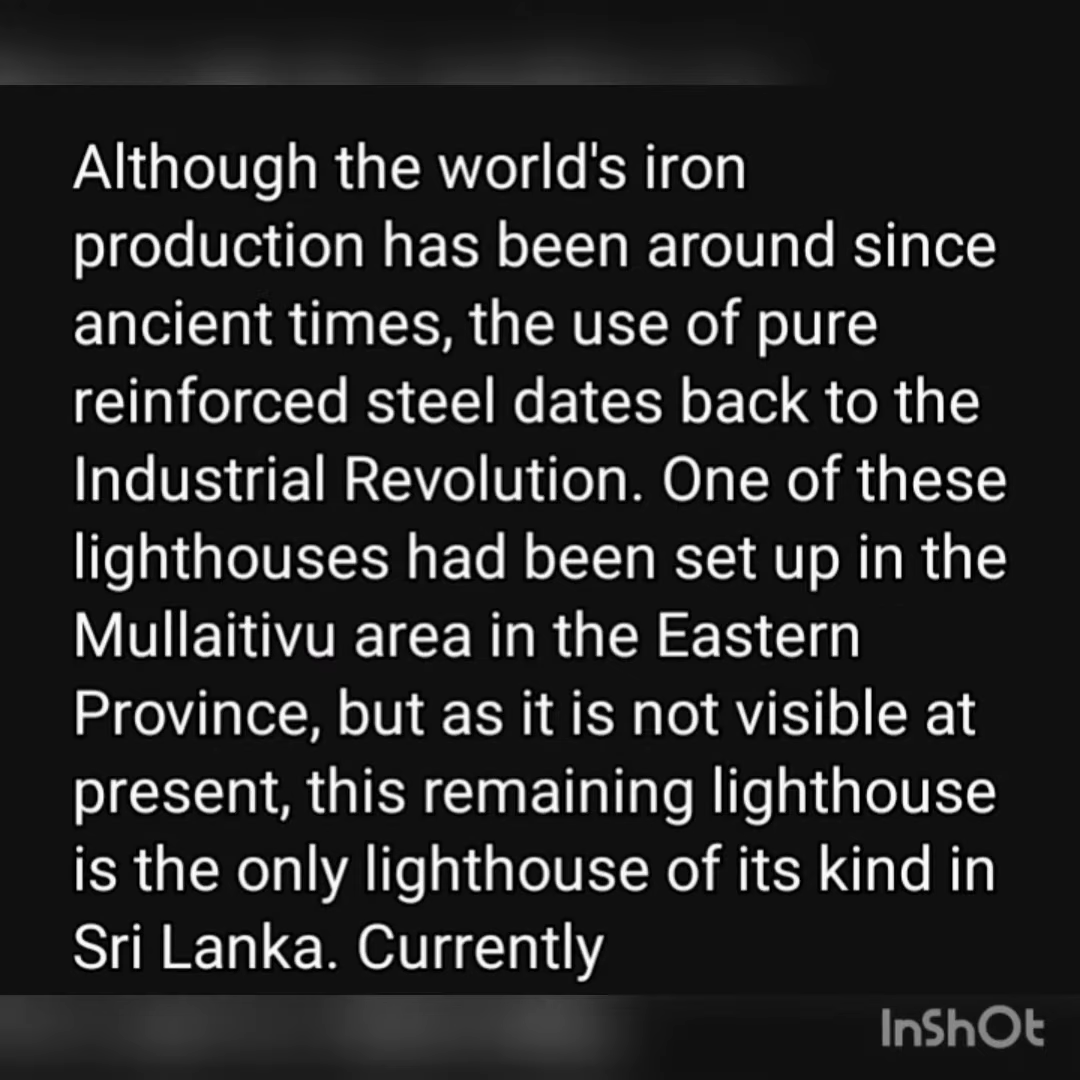 Although the world's iron
production has been around since
ancient times, the use of pure
reinforced steel dates back to the
Industrial Revolution. One of these
lighthouses had been set up in the
Mullaitivu area in the Eastern
Province, but as it is not visible at
present, this remaining lighthouse
is the only lighthouse of its kind in
Sri Lanka. Currently
InShOt